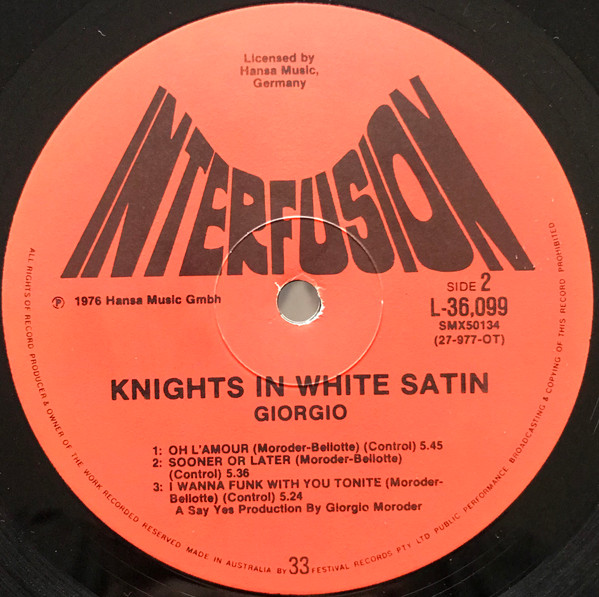 Licensed by
Hansa Music,
Germany
INTERFUSION
℗ 1976 Hansa Music Gmbh
SIDE 2
L-36,099
SMX50134
(27-977-OT)
KNIGHTS IN WHITE SATIN
GIORGIO
1: OH L'AMOUR (Moroder-Bellotte) (Control) 5.45
2: SOONER OR LATER (Moroder-Bellotte)
(Control) 5.36
3: I WANNA FUNK WITH YOU TONITE (Moroder-
Bellotte) (Control) 5.24
A Say Yes Production By Giorgio Moroder
33
ALL RIGHTS OF RECORD PRODUCER & OWNER OF THE WORK RECORDED RESERVED. MADE IN AUSTRALIA BY FESTIVAL RECORDS PTY LTD PUBLIC PERFORMANCE BROADCASTING & COPYING OF THIS RECORD PROHIBITED